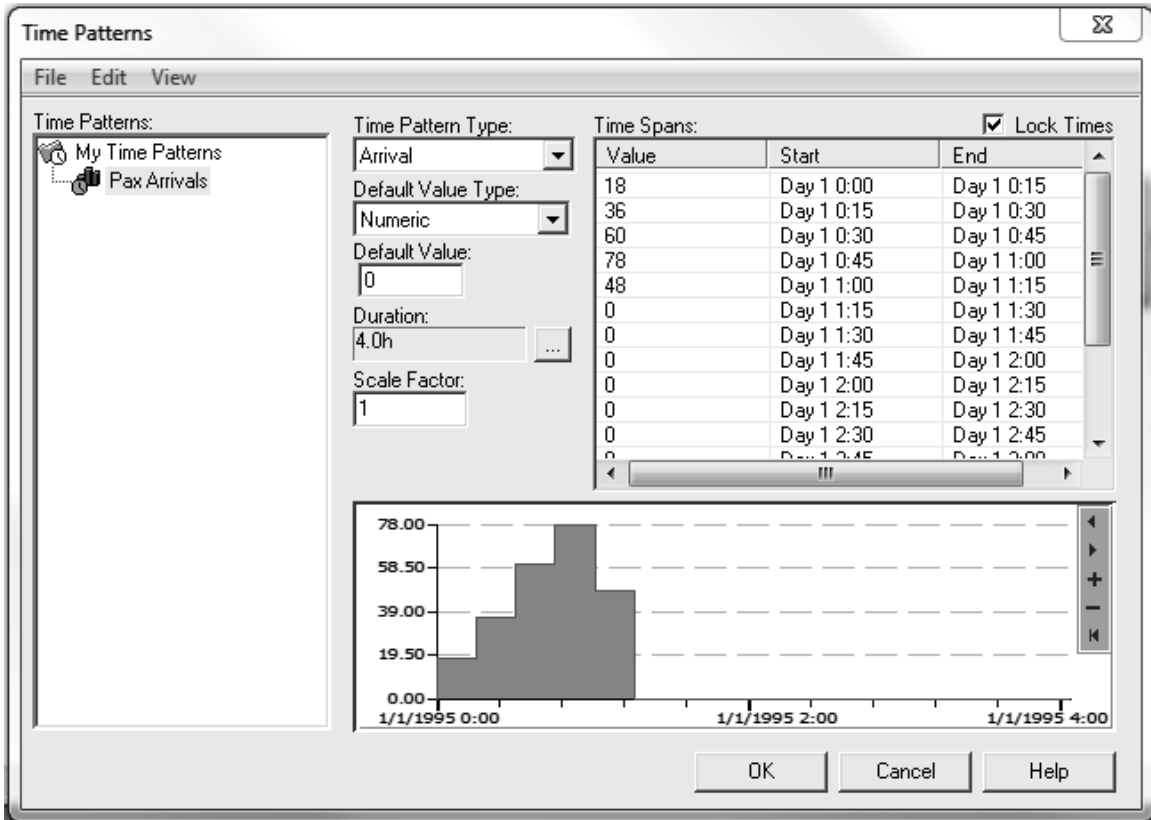 Time Patterns
File Edit View
Time Patterns:
My Time Patterns
Pax Arrivals
Time Pattern Type:
Arrival
Default Value Type:
Numeric
Default Value:
0
Duration:
4.0h
...
Scale Factor:
1
Time Spans:
Lock Times
Value Start End
18 Day 1 0:00 Day 1 0:15
36 Day 1 0:15 Day 1 0:30
60 Day 1 0:30 Day 1 0:45
78 Day 1 0:45 Day 1 1:00
48 Day 1 1:00 Day 1 1:15
0 Day 1 1:15 Day 1 1:30
0 Day 1 1:30 Day 1 1:45
0 Day 1 1:45 Day 1 2:00
0 Day 1 2:00 Day 1 2:15
0 Day 1 2:15 Day 1 2:30
0 Day 1 2:30 Day 1 2:45
78.00
58.50
39.00
19.50
0.00
1/1/1995 0:00 1/1/1995 2:00 1/1/1995 4:00
OK Cancel Help